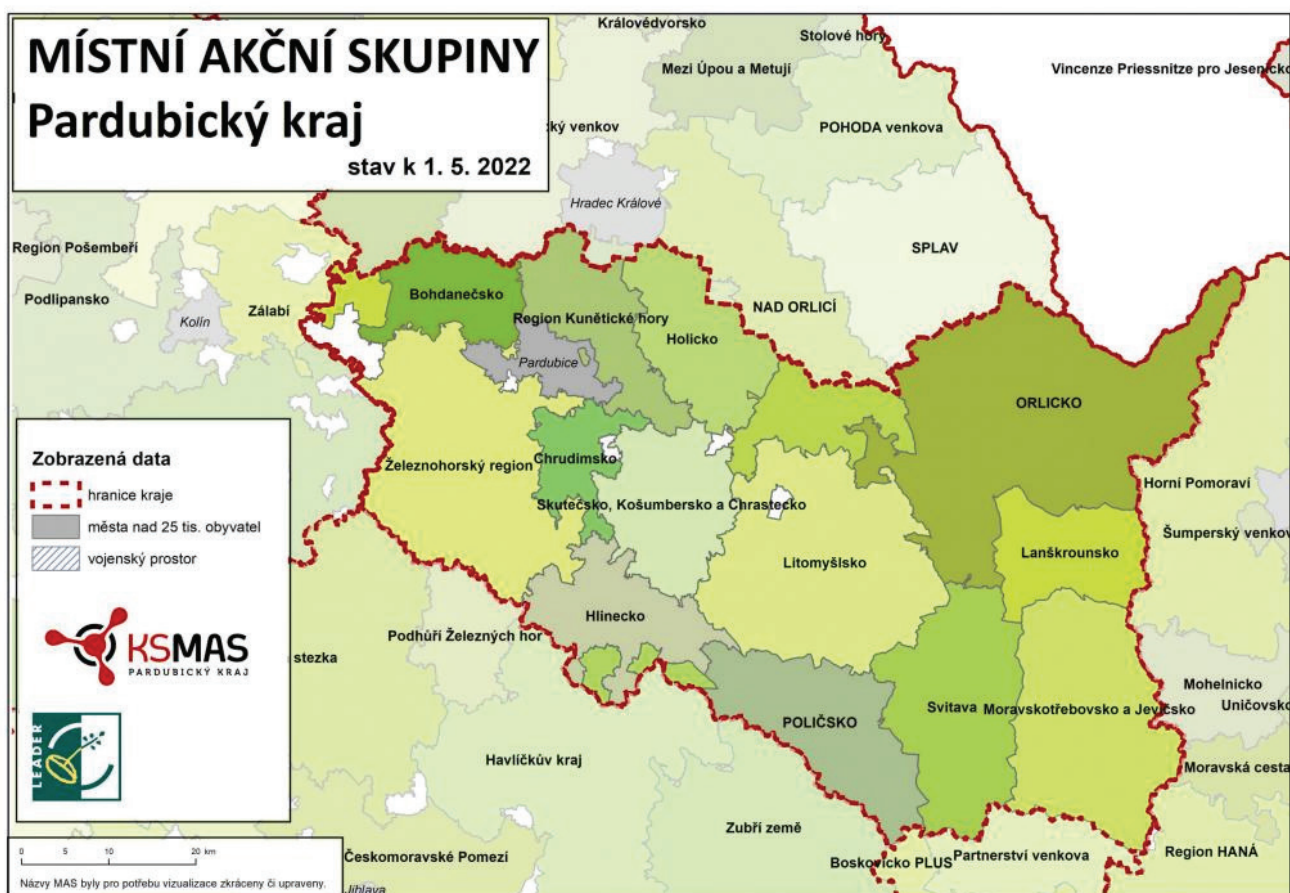 MÍSTNÍ AKČNÍ SKUPINY
Pardubický kraj
stav k 1. 5. 2022
Královédvorsko
Stolové hory
Mezi Úpou a Metují
Vincenze Priessnitze pro Jesenicko
ký venkov
POHODA venkova
Hradec Králové
Region Pošembeří
SPLAV
Podlipansko
Zálabí
Kolín
Bohdanečsko
NAD ORLICÍ
Region Kunětické hory
Holicko
Pardubice
ORLICKO
Zobrazená data
hranice kraje
města nad 25 tis. obyvatel
vojenský prostor
Železnohorský region
Chrudimsko
Skutečsko, Košumbersko a Chrastecko
Horní Pomoraví
Šumperský venkov
Lanškrounsko
Litomyšlsko
Hlinecko
Podhůří Železných hor
stezka
KSMAS
PARDUBICKÝ KRAJ
LEADER
Mohelnicko
Uničovsko
Svitava
Moravskotřebovsko a Jevíčsko
POLIČSKO
Havlíčkův kraj
Moravská cesta
Zubří země
Českomoravské Pomezí
Boskovicko PLUS
Partnerství venkova
Region HANÁ
Jihlava
0 5 10 20 km
Názvy MAS byly pro potřebu vizualizace zkráceny či upraveny.